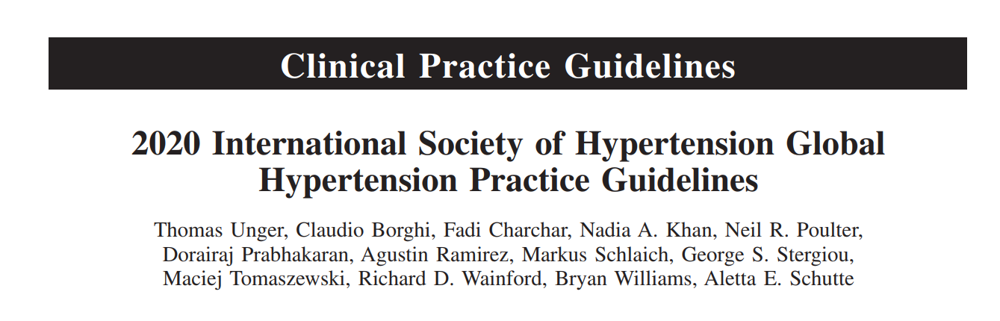 Clinical Practice Guidelines
2020 International Society of Hypertension Global
Hypertension Practice Guidelines
Thomas Unger, Claudio Borghi, Fadi Charchar, Nadia A. Khan, Neil R. Poulter,
Dorairaj Prabhakaran, Agustin Ramirez, Markus Schlaich, George S. Stergiou,
Maciej Tomaszewski, Richard D. Wainford, Bryan Williams, Aletta E. Schutte